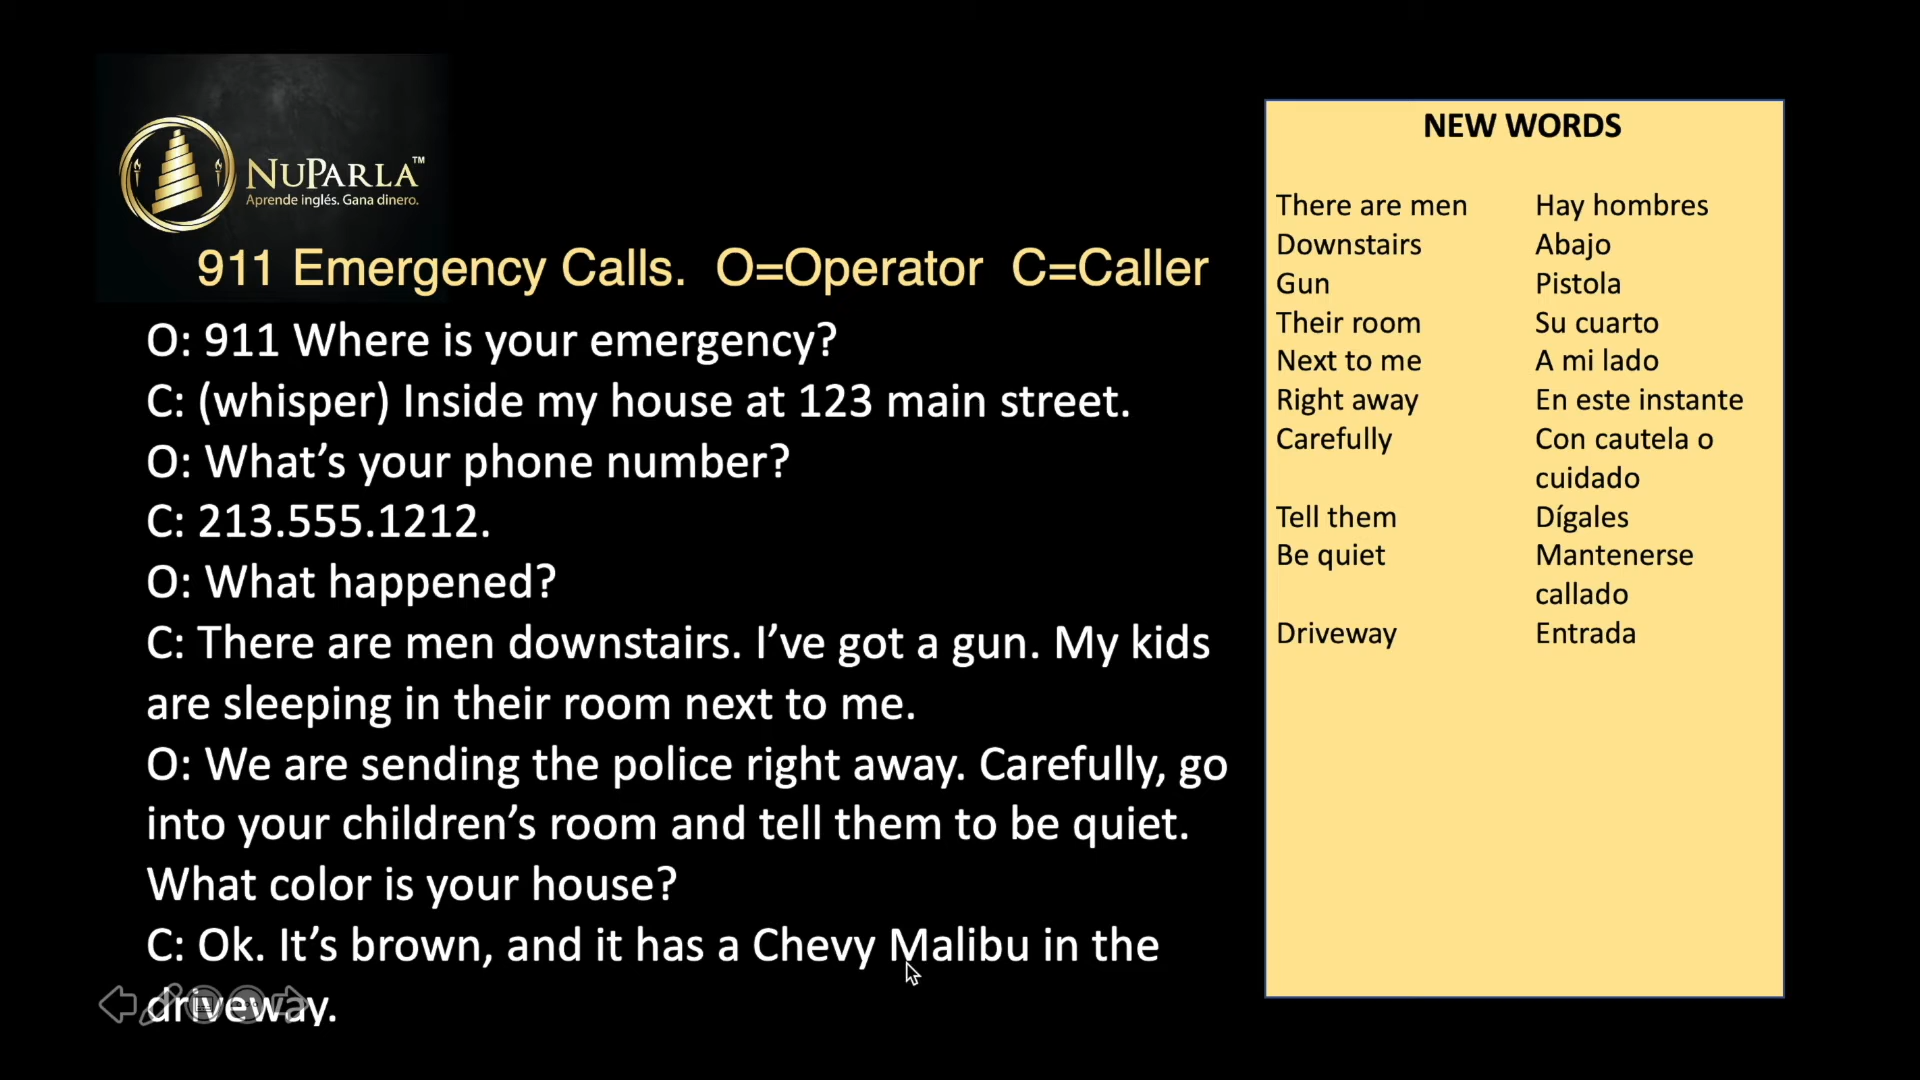 NUPARLA™
Aprende inglés. Gana dinero.
911 Emergency Calls.  O=Operator  C=Caller
O: 911 Where is your emergency?
C: (whisper) Inside my house at 123 main street.
O: What’s your phone number?
C: 213.555.1212.
O: What happened?
C: There are men downstairs. I’ve got a gun. My kids
are sleeping in their room next to me.
O: We are sending the police right away. Carefully, go
into your children’s room and tell them to be quiet.
What color is your house?
C: Ok. It’s brown, and it has a Chevy Malibu in the
driveway.
NEW WORDS
There are men Hay hombres
Downstairs Abajo
Gun Pistola
Their room Su cuarto
Next to me A mi lado
Right away En este instante
Carefully Con cautela o
cuidado
Tell them Dígales
Be quiet Mantenerse
callado
Driveway Entrada